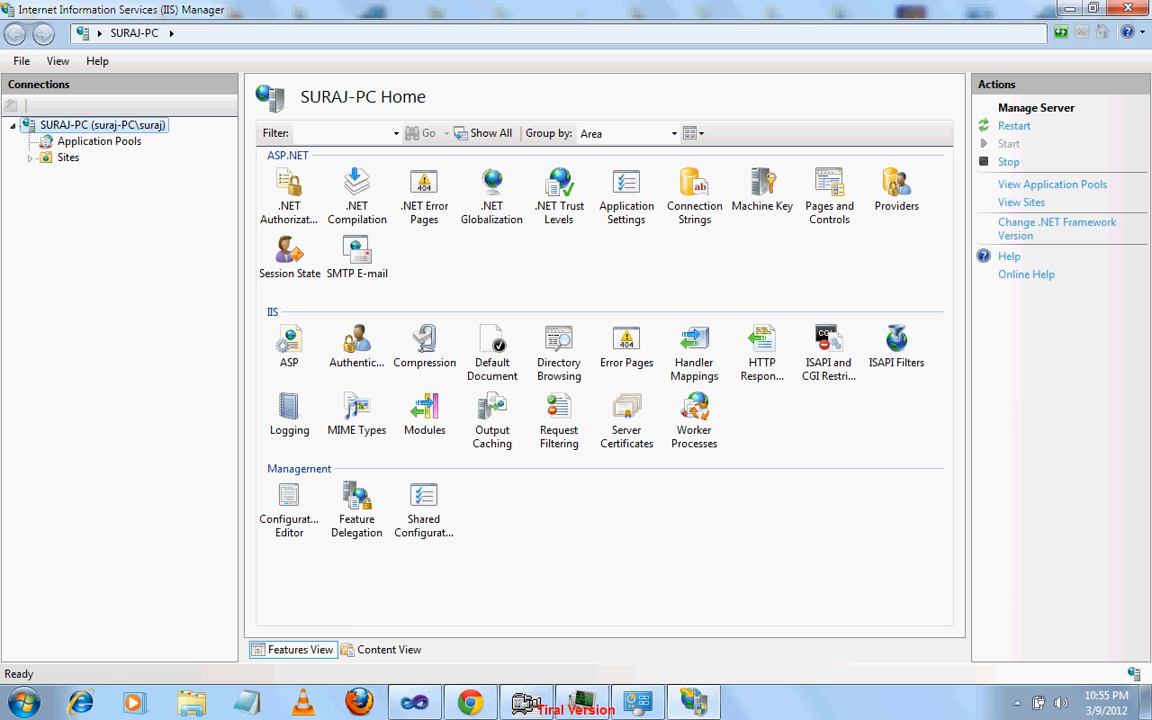 Internet Information Services (IIS) Manager
SURAJ-PC
File View Help
Connections
SURAJ-PC (suraj-PC\suraj)
Application Pools
Sites
SURAJ-PC Home
Filter: Go Show All Group by: Area
ASP.NET
.NET Authorizat...
.NET Compilation
.NET Error Pages
404
.NET Globalization
.NET Trust Levels
Application Settings
Connection Strings
ab
Machine Key
Pages and Controls
Providers
Session State
SMTP E-mail
IIS
ASP
Authentic...
Compression
Default Document
Directory Browsing
Error Pages
404
Handler Mappings
HTTP Respon...
ISAPI and CGI Restri...
ISAPI Filters
Logging
MIME Types
Modules
Output Caching
Request Filtering
Server Certificates
Worker Processes
Management
Configurat... Editor
Feature Delegation
Shared Configurat...
Features View Content View
Actions
Manage Server
Restart
Start
Stop
View Application Pools
View Sites
Change .NET Framework
Version
Help
Online Help
Ready
Tiral Version
10:55 PM
3/9/2012